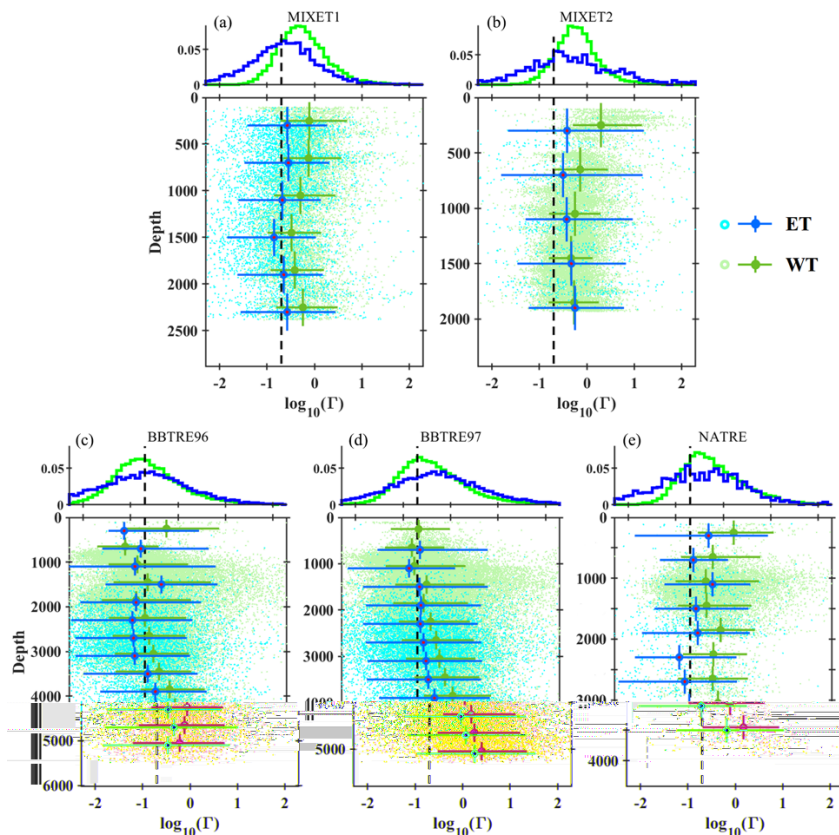 (a) MIXET1
(b) MIXET2
0.05
0
0.05
0
0
500
1000
1500
2000
2500
Depth
0
500
1000
1500
2000
-2 -1 0 1 2
log10(Γ)
-2 -1 0 1 2
log10(Γ)
ET
WT
(c) BBTRE96
(d) BBTRE97
(e) NATRE
0.05
0
0.05
0
0.05
0
0
1000
2000
3000
4000
5000
6000
Depth
0
1000
2000
3000
5000
0
1000
2000
3000
4000
-2 -1 0 1 2
log10(Γ)
-2 -1 0 1 2
log10(Γ)
-2 -1 0 1 2
log10(Γ)